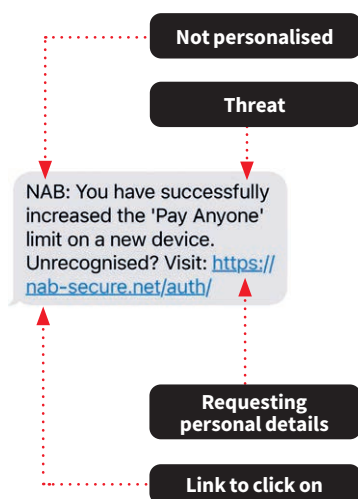 Not personalised
Threat
NAB: You have successfully
increased the 'Pay Anyone'
limit on a new device.
Unrecognised? Visit: https://
nab-secure.net/auth/
Requesting
personal details
Link to click on